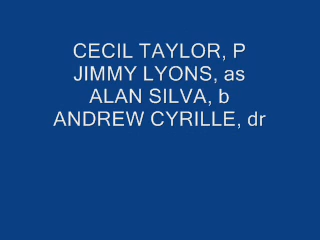 CECIL TAYLOR, P
JIMMY LYONS, as
ALAN SILVA, b
ANDREW CYRILLE, dr